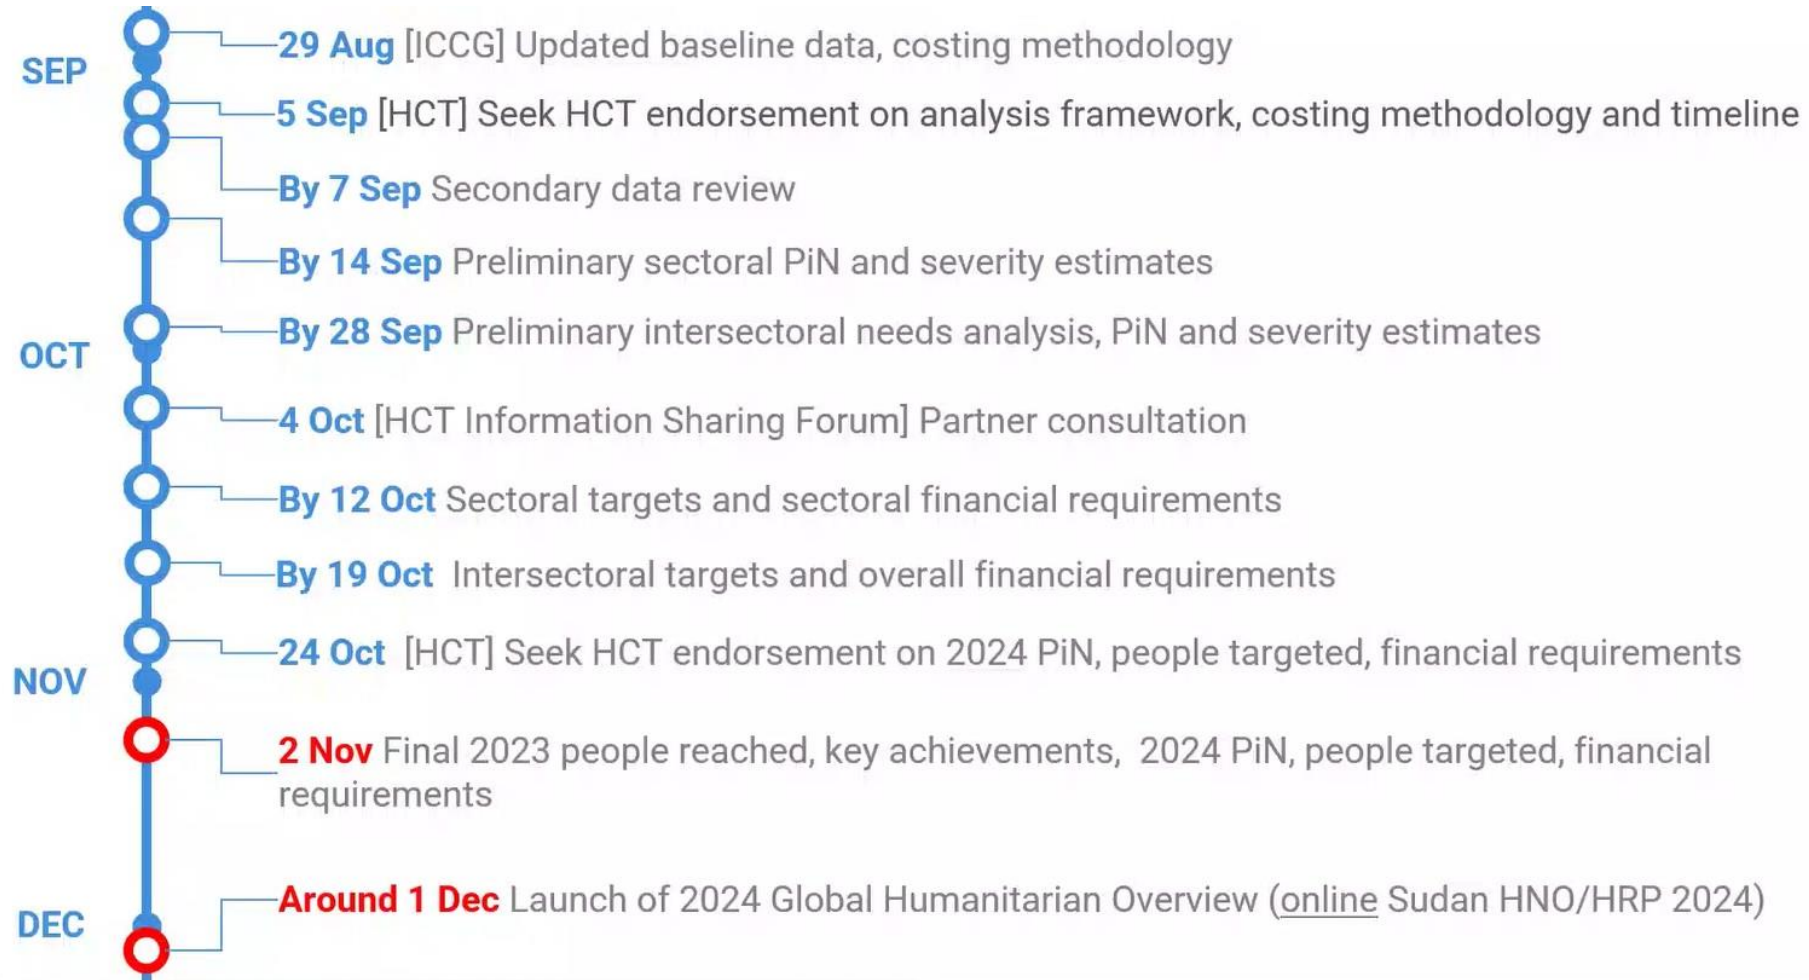 SEP
29 Aug [ICCG] Updated baseline data, costing methodology
5 Sep [HCT] Seek HCT endorsement on analysis framework, costing methodology and timeline
By 7 Sep Secondary data review
By 14 Sep Preliminary sectoral PiN and severity estimates
By 28 Sep Preliminary intersectoral needs analysis, PiN and severity estimates
OCT
4 Oct [HCT Information Sharing Forum] Partner consultation
By 12 Oct Sectoral targets and sectoral financial requirements
By 19 Oct Intersectoral targets and overall financial requirements
24 Oct [HCT] Seek HCT endorsement on 2024 PiN, people targeted, financial requirements
NOV
2 Nov Final 2023 people reached, key achievements, 2024 PiN, people targeted, financial
requirements
Around 1 Dec Launch of 2024 Global Humanitarian Overview (online Sudan HNO/HRP 2024)
DEC